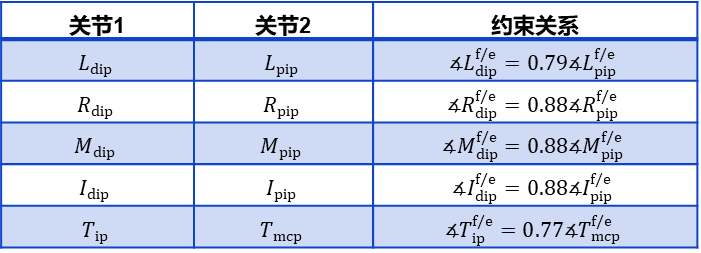 关节1 关节2 约束关系
L_dip L_pip ∡L_dip^f/e = 0.79∡L_pip^f/e
R_dip R_pip ∡R_dip^f/e = 0.88∡R_pip^f/e
M_dip M_pip ∡M_dip^f/e = 0.88∡M_pip^f/e
I_dip I_pip ∡I_dip^f/e = 0.88∡I_pip^f/e
T_ip T_mcp ∡T_ip^f/e = 0.77∡T_mcp^f/e